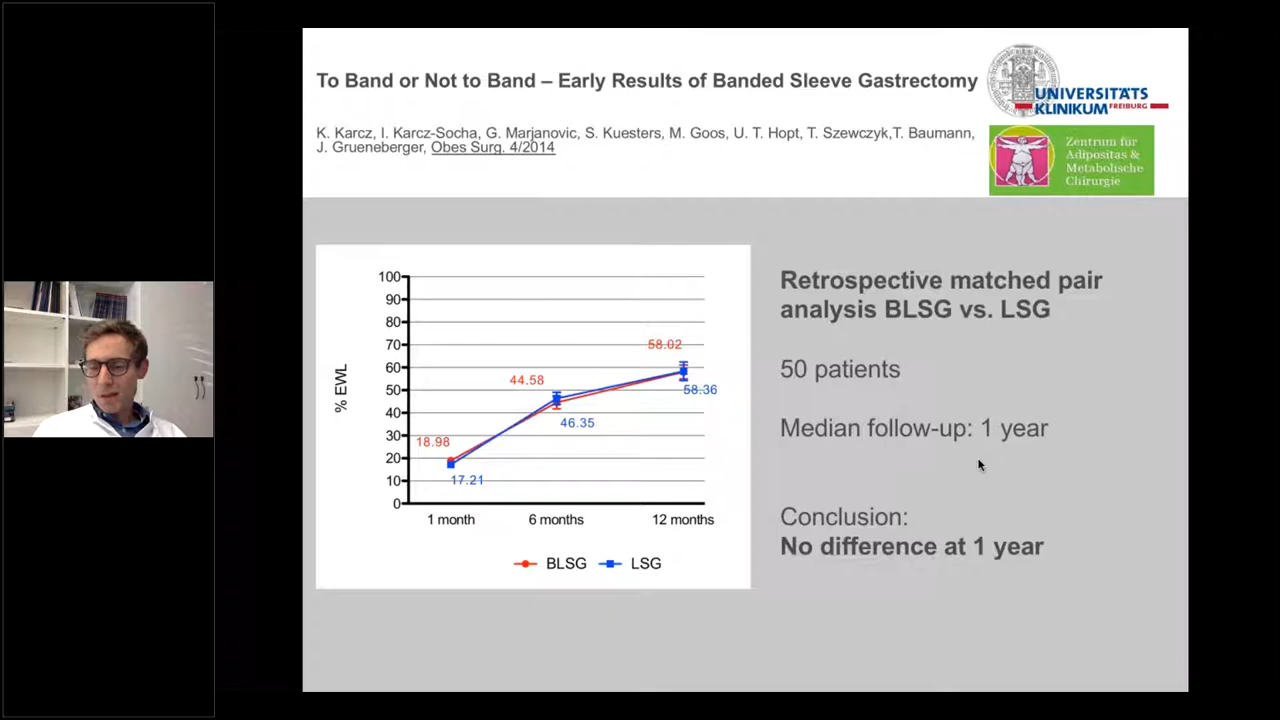 To Band or Not to Band – Early Results of Banded Sleeve Gastrectomy
K. Karcz, I. Karcz-Socha, G. Marjanovic, S. Kuesters, M. Goos, U. T. Hopt, T. Szewczyk,T. Baumann,
J. Grueneberger, Obes Surg. 4/2014
UNIVERSITÄTS
KLINIKUM FREIBURG
Zentrum für
Adipositas &
Metabolische
Chirurgie
% EWL
100
90
80
70
60
50
40
30
20
10
0
18.98
17.21
44.58
46.35
58.02
58.36
1 month
6 months
12 months
BLSG
LSG
Retrospective matched pair
analysis BLSG vs. LSG
50 patients
Median follow-up: 1 year
Conclusion:
No difference at 1 year